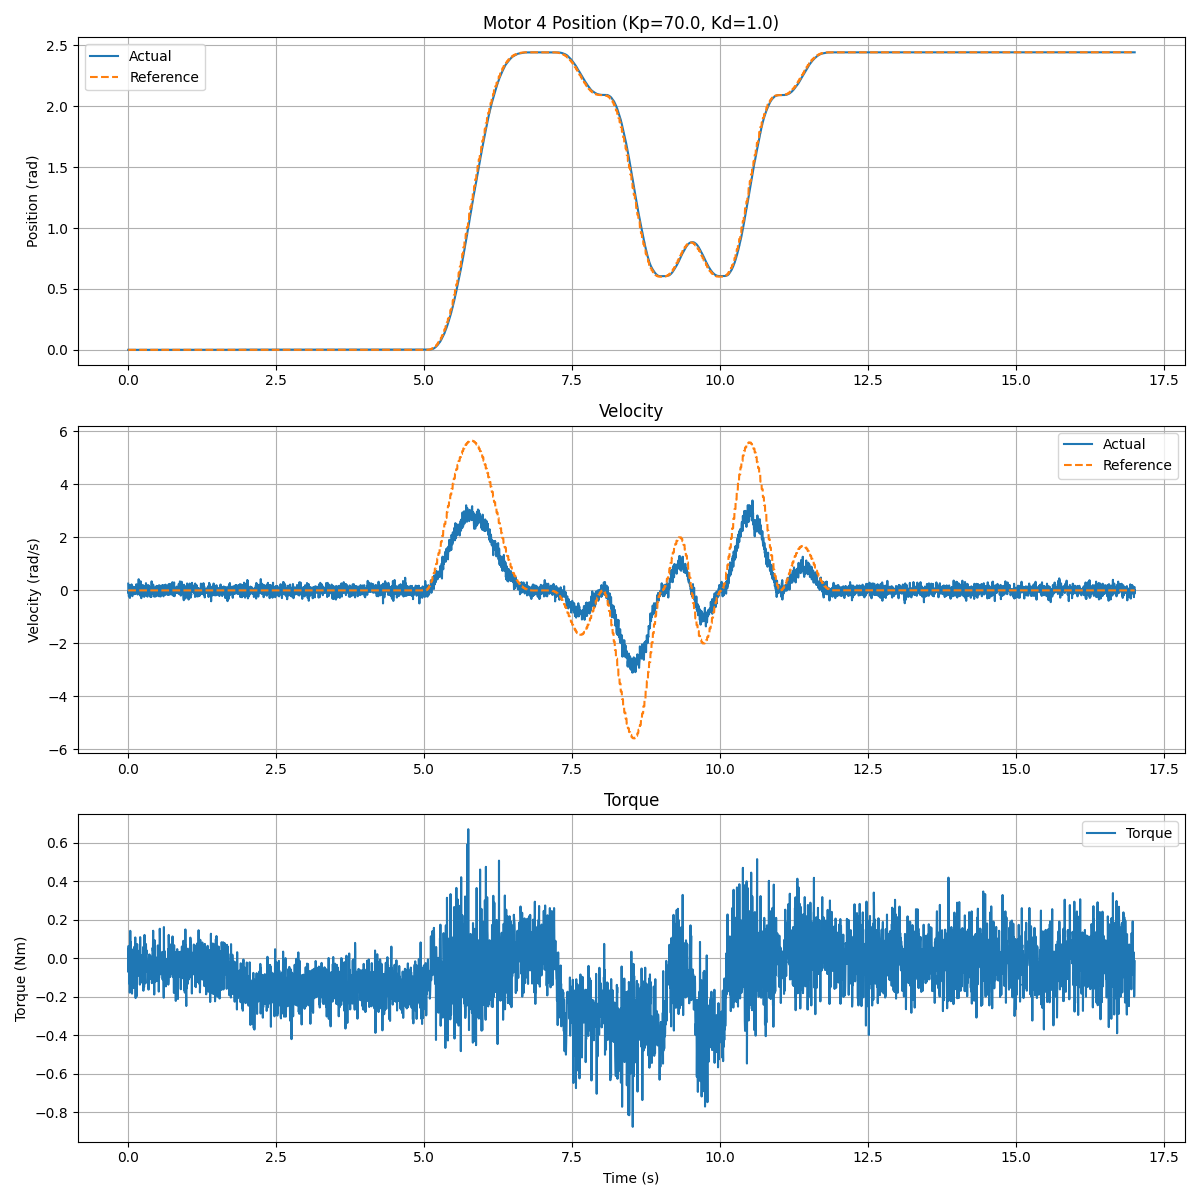 Motor 4 Position (Kp=70.0, Kd=1.0)
Actual
Reference
Position (rad)
2.5
2.0
1.5
1.0
0.5
0.0
0.0 2.5 5.0 7.5 10.0 12.5 15.0 17.5
Velocity
Actual
Reference
Velocity (rad/s)
6
4
2
0
−2
−4
−6
0.0 2.5 5.0 7.5 10.0 12.5 15.0 17.5
Torque
Torque
Torque (Nm)
0.6
0.4
0.2
0.0
−0.2
−0.4
−0.6
−0.8
0.0 2.5 5.0 7.5 10.0 12.5 15.0 17.5
Time (s)